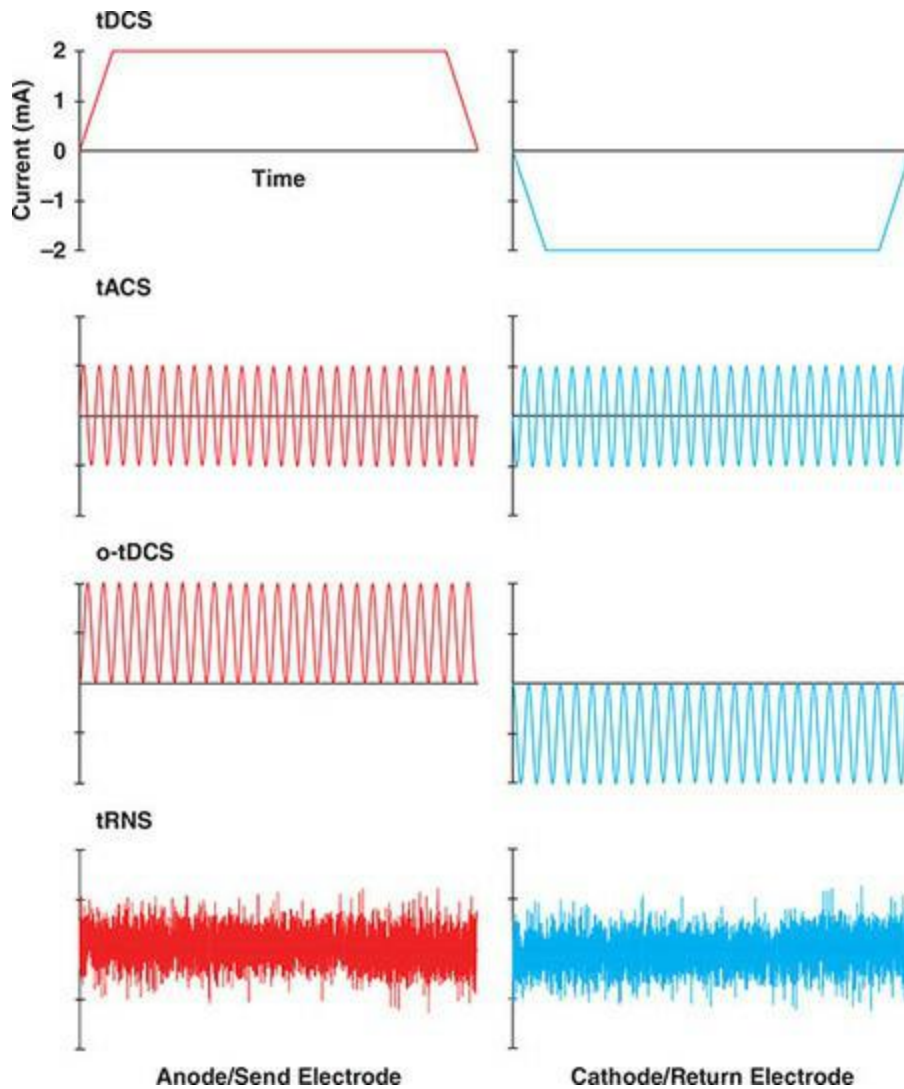 tDCS
2
1
0
–1
–2
Current (mA)
Time
tACS
o-tDCS
tRNS
Anode/Send Electrode
Cathode/Return Electrode